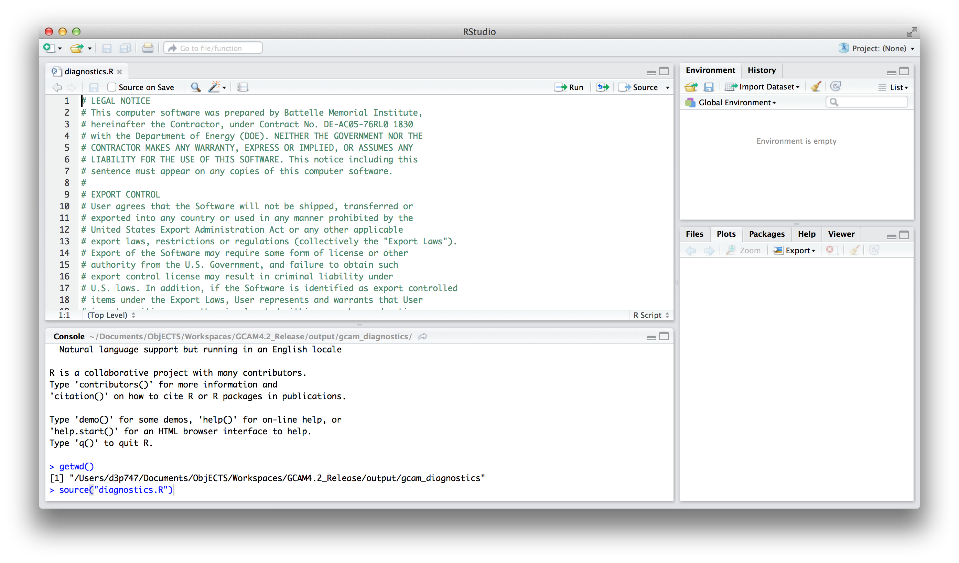 RStudio
Go to file/function
Project: (None)
diagnostics.R
Source on Save
Run
Source
1 # LEGAL NOTICE
2 # This computer software was prepared by Battelle Memorial Institute,
3 # hereinafter the Contractor, under Contract No. DE-AC05-76RL0 1830
4 # with the Department of Energy (DOE). NEITHER THE GOVERNMENT NOR THE
5 # CONTRACTOR MAKES ANY WARRANTY, EXPRESS OR IMPLIED, OR ASSUMES ANY
6 # LIABILITY FOR THE USE OF THIS SOFTWARE. This notice including this
7 # sentence must appear on any copies of this computer software.
8 #
9 # EXPORT CONTROL
10 # User agrees that the Software will not be shipped, transferred or
11 # exported into any country or used in any manner prohibited by the
12 # United States Export Administration Act or any other applicable
13 # export laws, restrictions or regulations (collectively the "Export Laws").
14 # Export of the Software may require some form of license or other
15 # authority from the U.S. Government, and failure to obtain such
16 # export control license may result in criminal liability under
17 # U.S. laws. In addition, if the Software is identified as export controlled
18 # items under the Export Laws, User represents and warrants that User
1:1 (Top Level) R Script
Console ~/Documents/ObjECTS/Workspaces/GCAM4.2_Release/output/gcam_diagnostics/
Natural language support but running in an English locale
R is a collaborative project with many contributors.
Type 'contributors()' for more information and
'citation()' on how to cite R or R packages in publications.
Type 'demo()' for some demos, 'help()' for on-line help, or
'help.start()' for an HTML browser interface to help.
Type 'q()' to quit R.
> getwd()
[1] "/Users/d3p747/Documents/ObjECTS/Workspaces/GCAM4.2_Release/output/gcam_diagnostics"
> source("diagnostics.R")
Environment History
Import Dataset List
Global Environment
Environment is empty
Files Plots Packages Help Viewer
Zoom Export